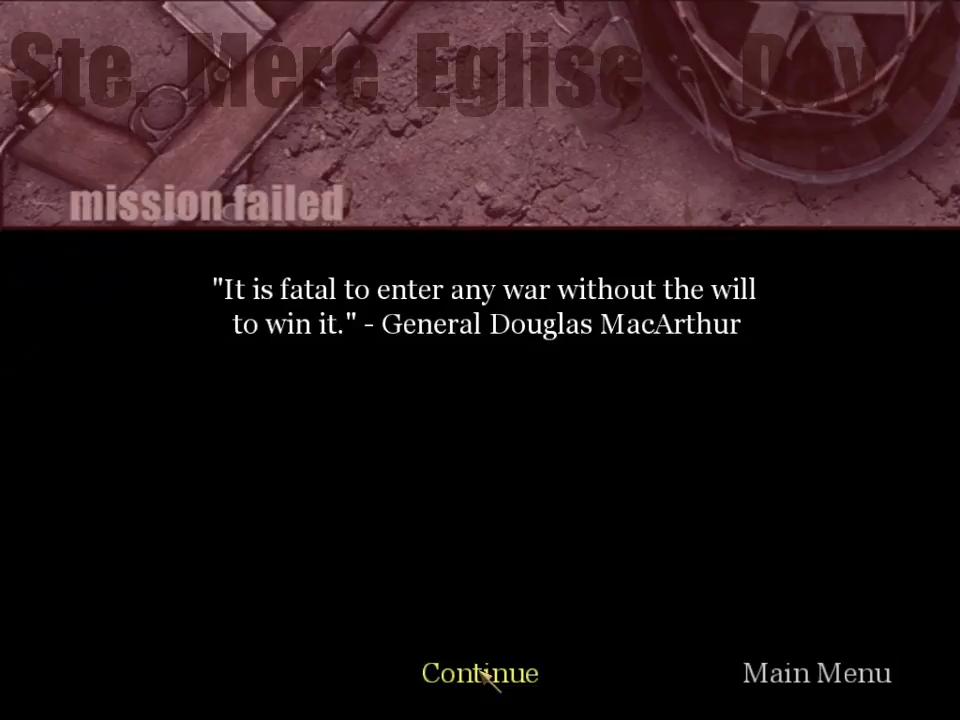 Ste. Mere Eglise - Day
mission failed
"It is fatal to enter any war without the will
to win it." - General Douglas MacArthur
Continue
Main Menu